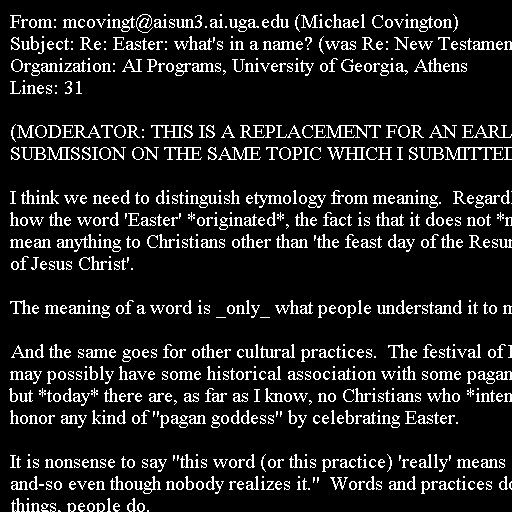 From: mcovingt@aisun3.ai.uga.edu (Michael Covington)
Subject: Re: Easter: what's in a name? (was Re: New Testamen
Organization: AI Programs, University of Georgia, Athens
Lines: 31
(MODERATOR: THIS IS A REPLACEMENT FOR AN EARL
SUBMISSION ON THE SAME TOPIC WHICH I SUBMITTED
I think we need to distinguish etymology from meaning.  Regard
how the word 'Easter' *originated*, the fact is that it does not *
mean anything to Christians other than 'the feast day of the Resur
of Jesus Christ'.
The meaning of a word is _only_ what people understand it to m
And the same goes for other cultural practices.  The festival of
may possibly have some historical association with some pagan
but *today* there are, as far as I know, no Christians who *inten
honor any kind of "pagan goddess" by celebrating Easter.
It is nonsense to say "this word (or this practice) 'really' means
and-so even though nobody realizes it."  Words and practices do
things, people do.